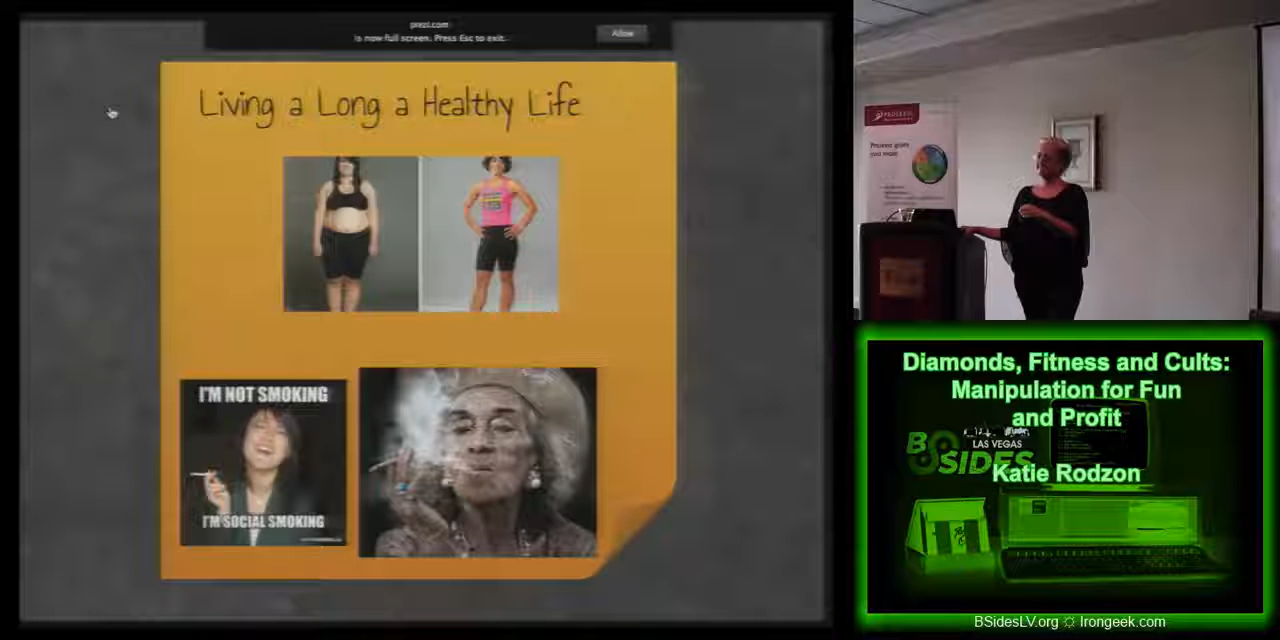 prezi.com
is now full screen. Press Esc to exit.
Allow
Living a Long a Healthy Life
I'M NOT SMOKING
I'M SOCIAL SMOKING
Diamonds, Fitness and Cults:
Manipulation for Fun
and Profit
LAS VEGAS
BSIDES
Katie Rodzon
BSidesLV.org ☼ Irongeek.com